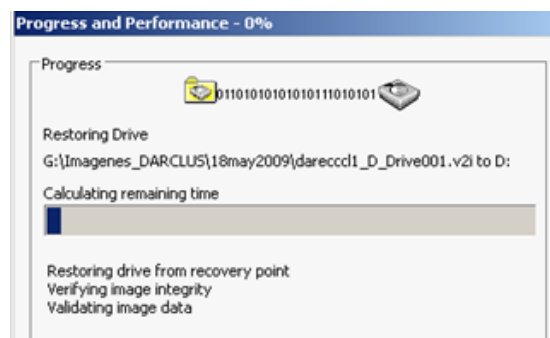 Progress and Performance - 0%
Progress
01101010101010111010101
Restoring Drive
G:\Imagenes_DARCLUS\18may2009\darecccl1_D_Drive001.v2i to D:
Calculating remaining time
Restoring drive from recovery point
Verifying image integrity
Validating image data